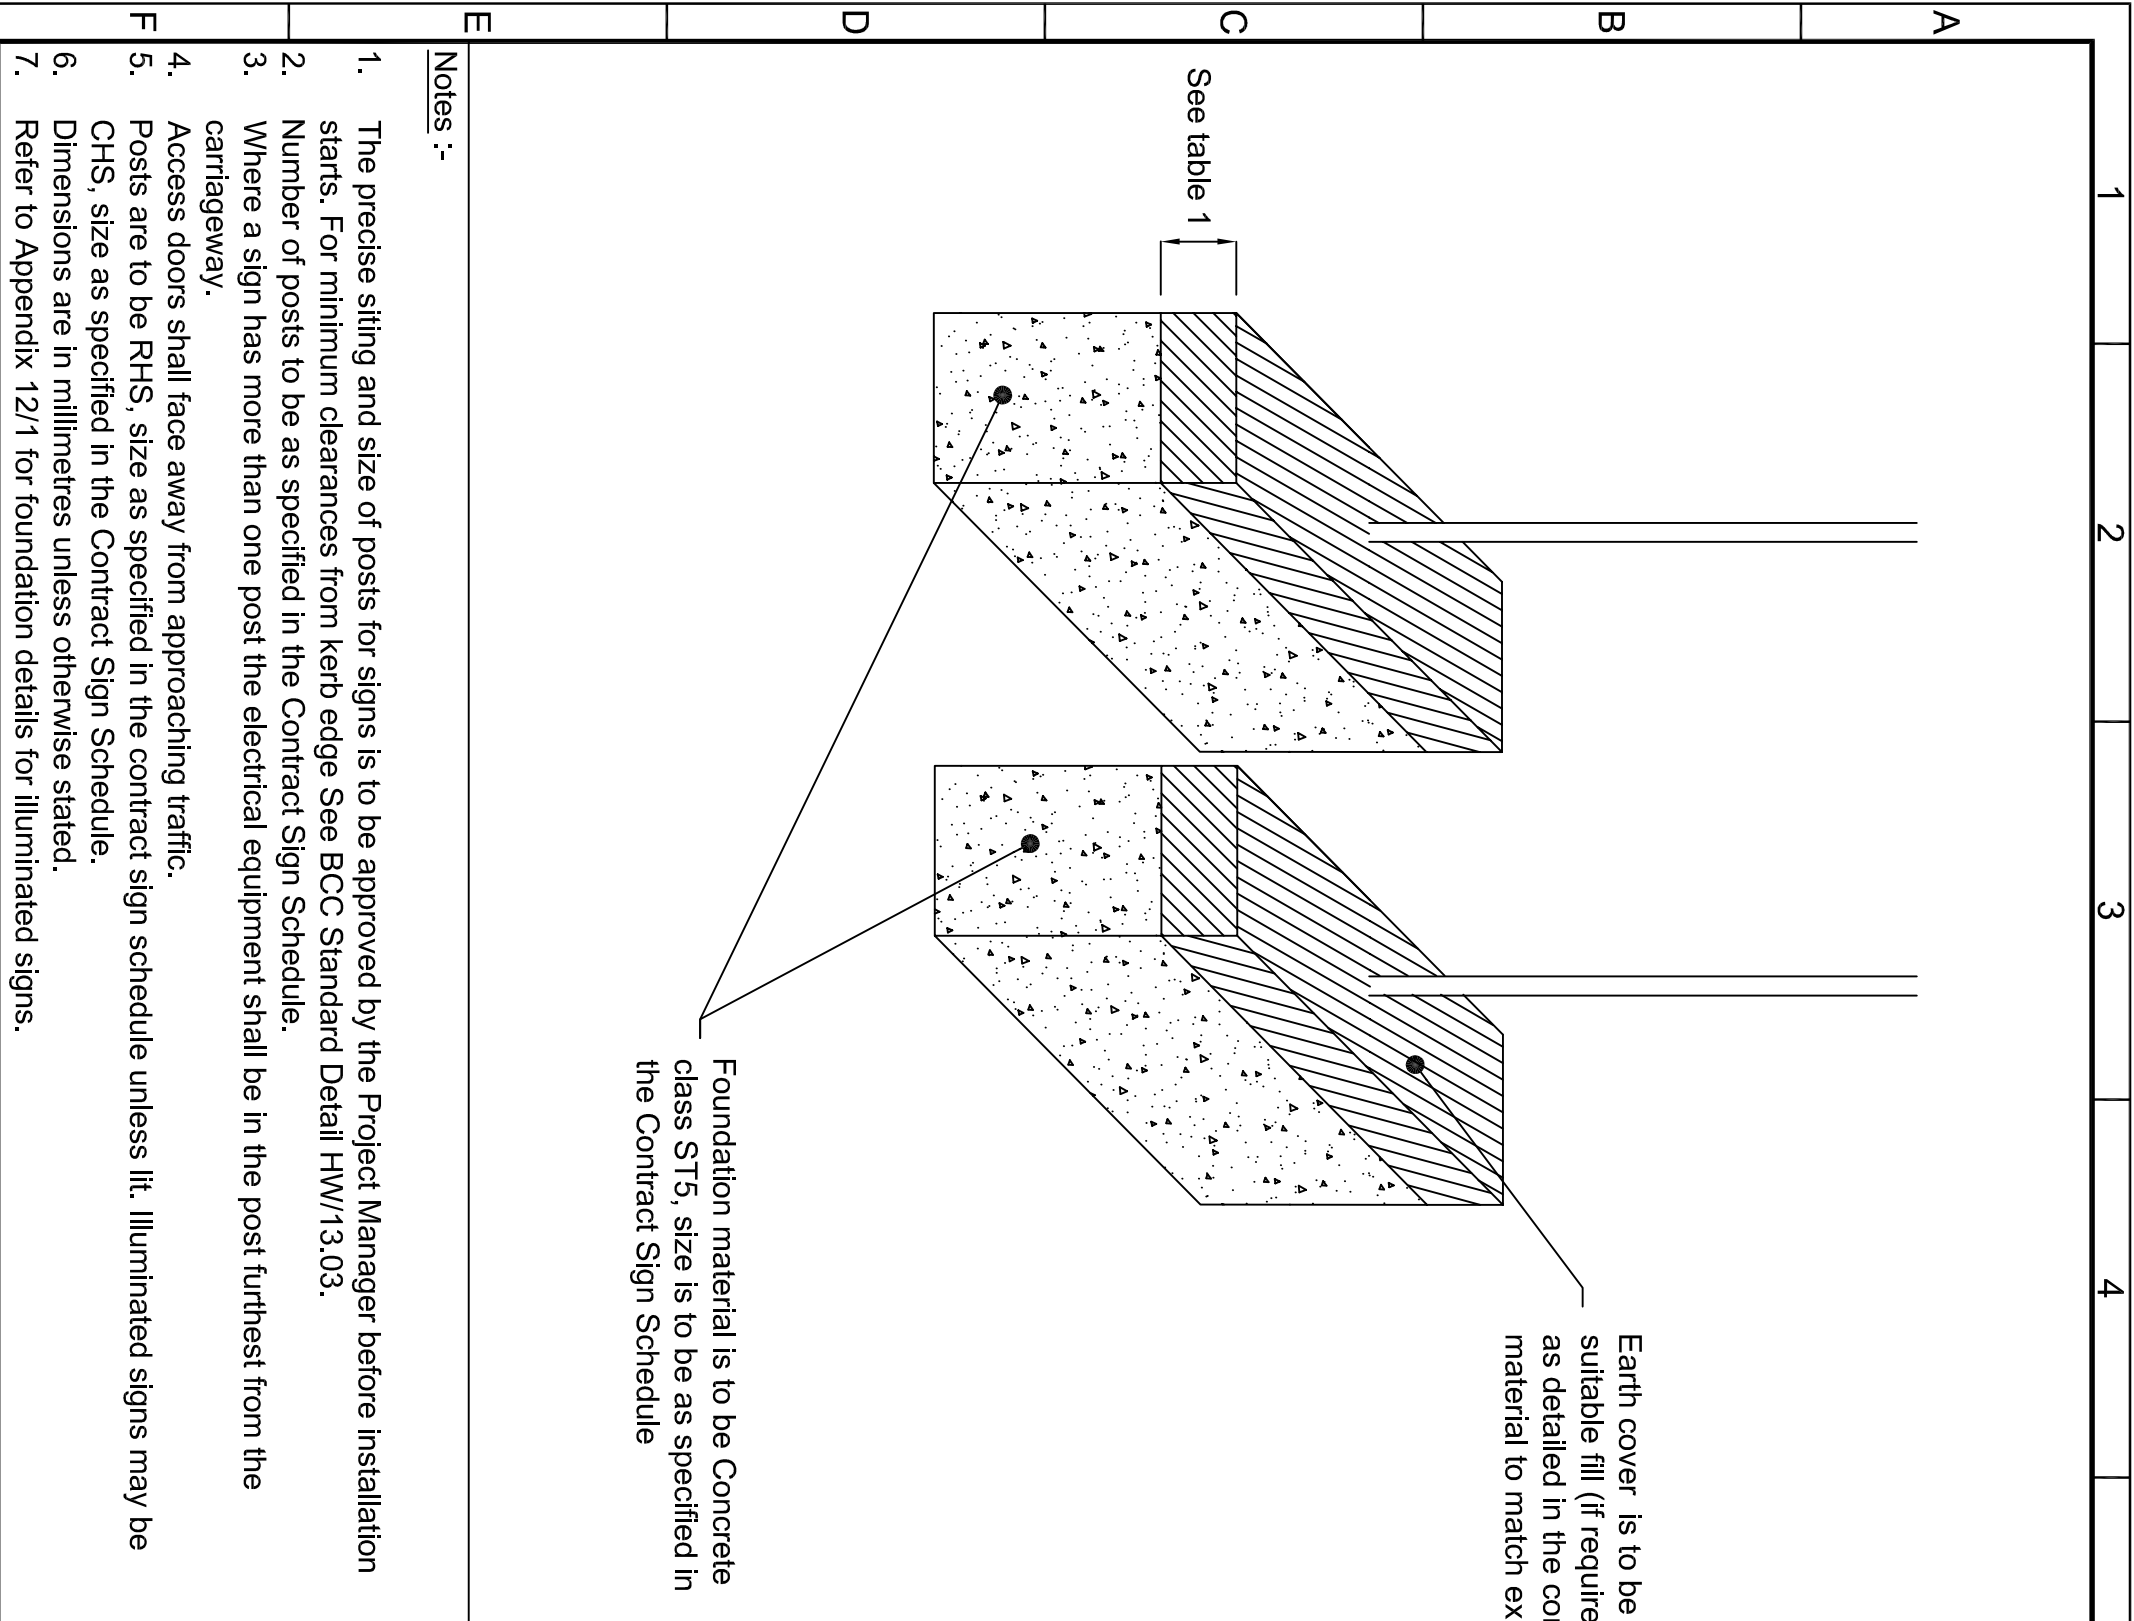 1
2
3
4
A
B
C
D
E
F
See table 1
Earth cover is to be
suitable fill (if require
as detailed in the co
material to match ex
Foundation material is to be Concrete
class ST5, size is to be as specified in
the Contract Sign Schedule
Notes :-
1. The precise siting and size of posts for signs is to be approved by the Project Manager before installation
starts. For minimum clearances from kerb edge See BCC Standard Detail HW/13.03.
2. Number of posts to be as specified in the Contract Sign Schedule.
3. Where a sign has more than one post the electrical equipment shall be in the post furthest from the
carriageway.
4. Access doors shall face away from approaching traffic.
5. Posts are to be RHS, size as specified in the contract sign schedule unless lit. Illuminated signs may be
CHS, size as specified in the Contract Sign Schedule.
6. Dimensions are in millimetres unless otherwise stated.
7. Refer to Appendix 12/1 for foundation details for illuminated signs.